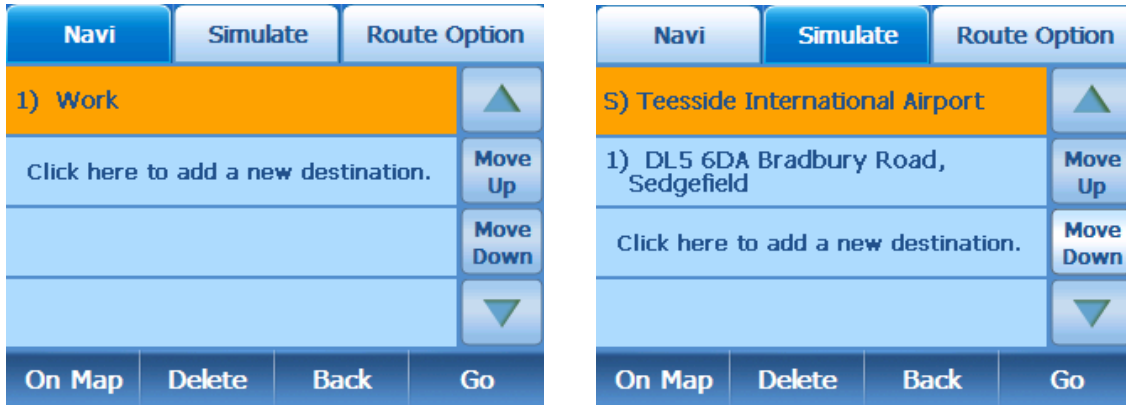 Navi Simulate Route Option
1) Work
Click here to add a new destination.
Move
Up
Move
Down
On Map Delete Back Go
Navi Simulate Route Option
S) Teesside International Airport
1) DL5 6DA Bradbury Road,
Sedgefield
Move
Up
Click here to add a new destination.
Move
Down
On Map Delete Back Go